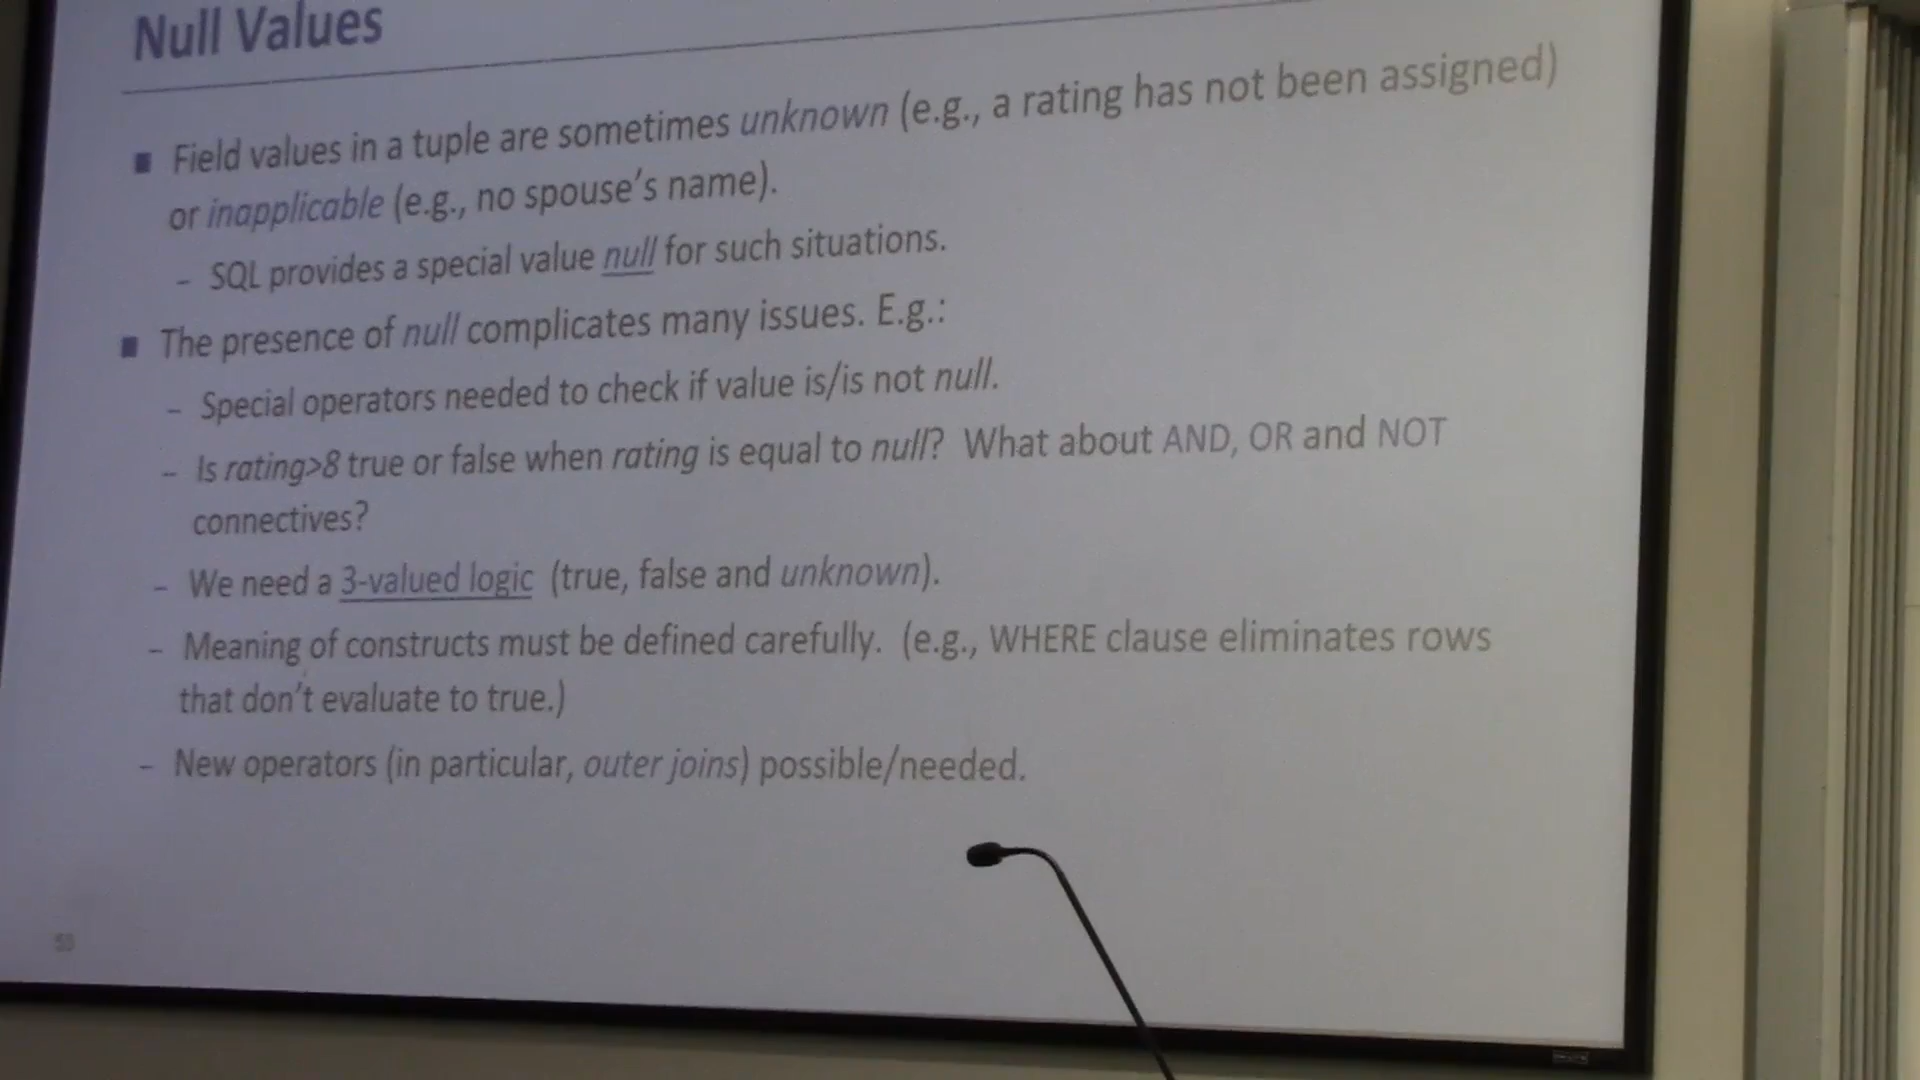 Null Values
▪ Field values in a tuple are sometimes unknown (e.g., a rating has not been assigned)
or inapplicable (e.g., no spouse's name).
– SQL provides a special value null for such situations.
▪ The presence of null complicates many issues. E.g.:
– Special operators needed to check if value is/is not null.
– Is rating>8 true or false when rating is equal to null? What about AND, OR and NOT
connectives?
– We need a 3-valued logic (true, false and unknown).
– Meaning of constructs must be defined carefully. (e.g., WHERE clause eliminates rows
that don't evaluate to true.)
– New operators (in particular, outer joins) possible/needed.